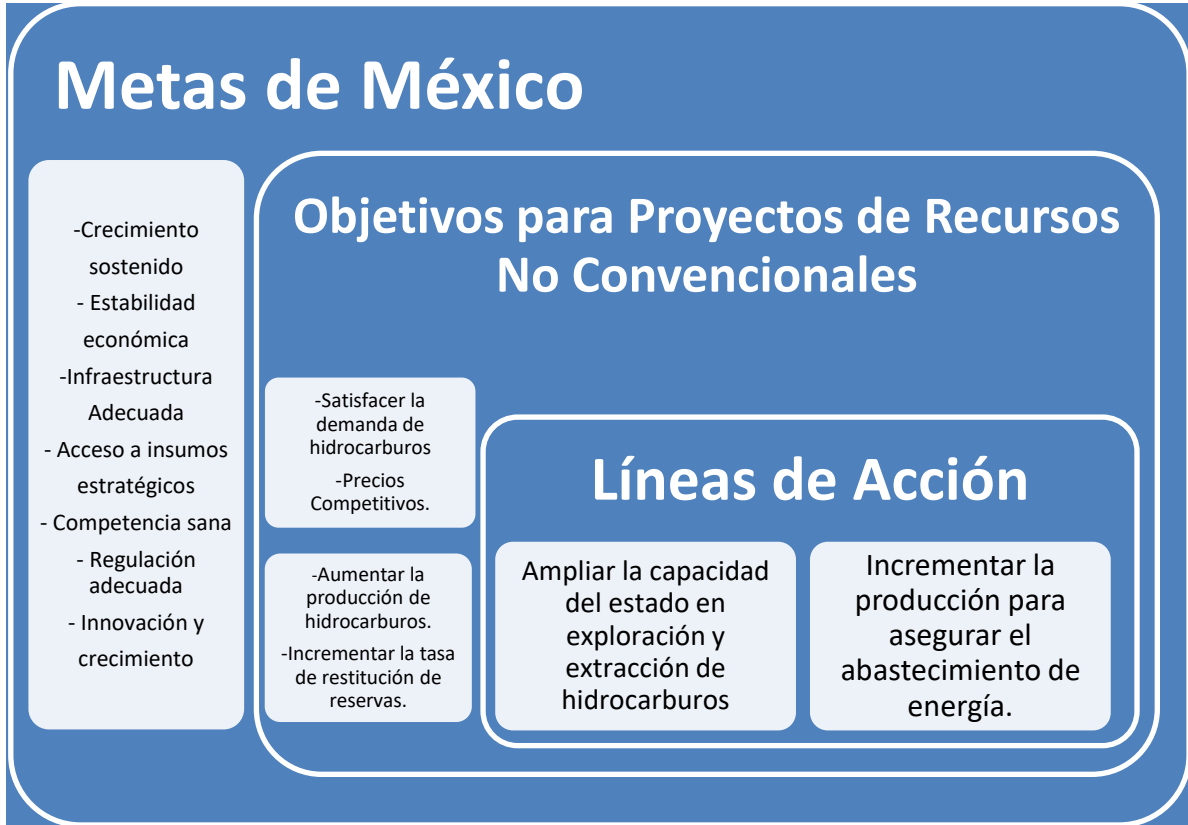 Metas de México
-Crecimiento
sostenido
- Estabilidad
económica
-Infraestructura
Adecuada
- Acceso a insumos
estratégicos
- Competencia sana
- Regulación
adecuada
- Innovación y
crecimiento
Objetivos para Proyectos de Recursos
No Convencionales
-Satisfacer la
demanda de
hidrocarburos
-Precios
Competitivos.
-Aumentar la
producción de
hidrocarburos.
-Incrementar la tasa
de restitución de
reservas.
Líneas de Acción
Ampliar la capacidad
del estado en
exploración y
extracción de
hidrocarburos
Incrementar la
producción para
asegurar el
abastecimiento de
energía.